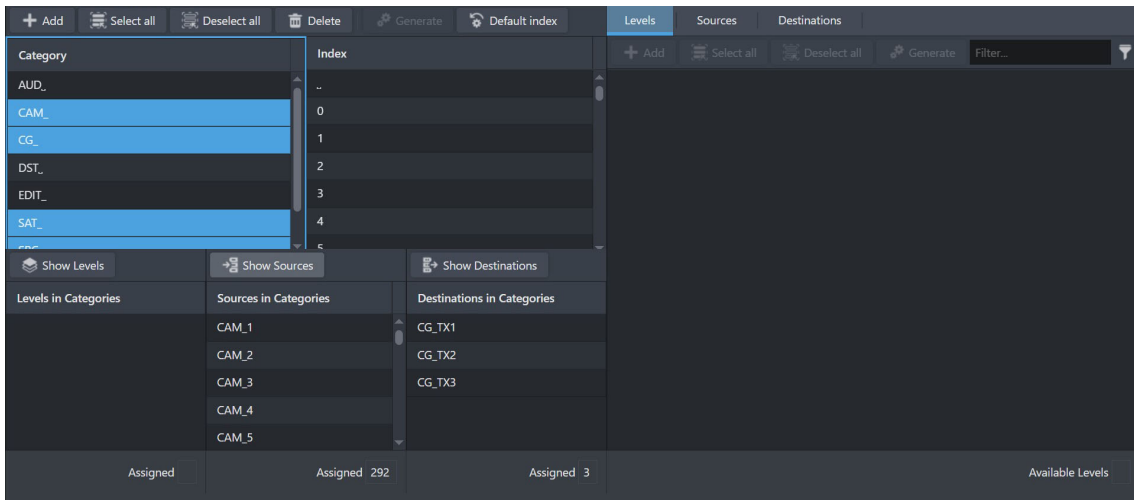 Add Select all Deselect all Delete Generate Default index
Levels Sources Destinations
Add Select all Deselect all Generate Filter...
Category
Index
AUD_
CAM_
CG_
DST_
EDIT_
SAT_
..
0
1
2
3
4
5
Show Levels
Show Sources
Show Destinations
Levels in Categories
Sources in Categories
Destinations in Categories
CAM_1
CAM_2
CAM_3
CAM_4
CAM_5
CG_TX1
CG_TX2
CG_TX3
Assigned
Assigned 292
Assigned 3
Available Levels